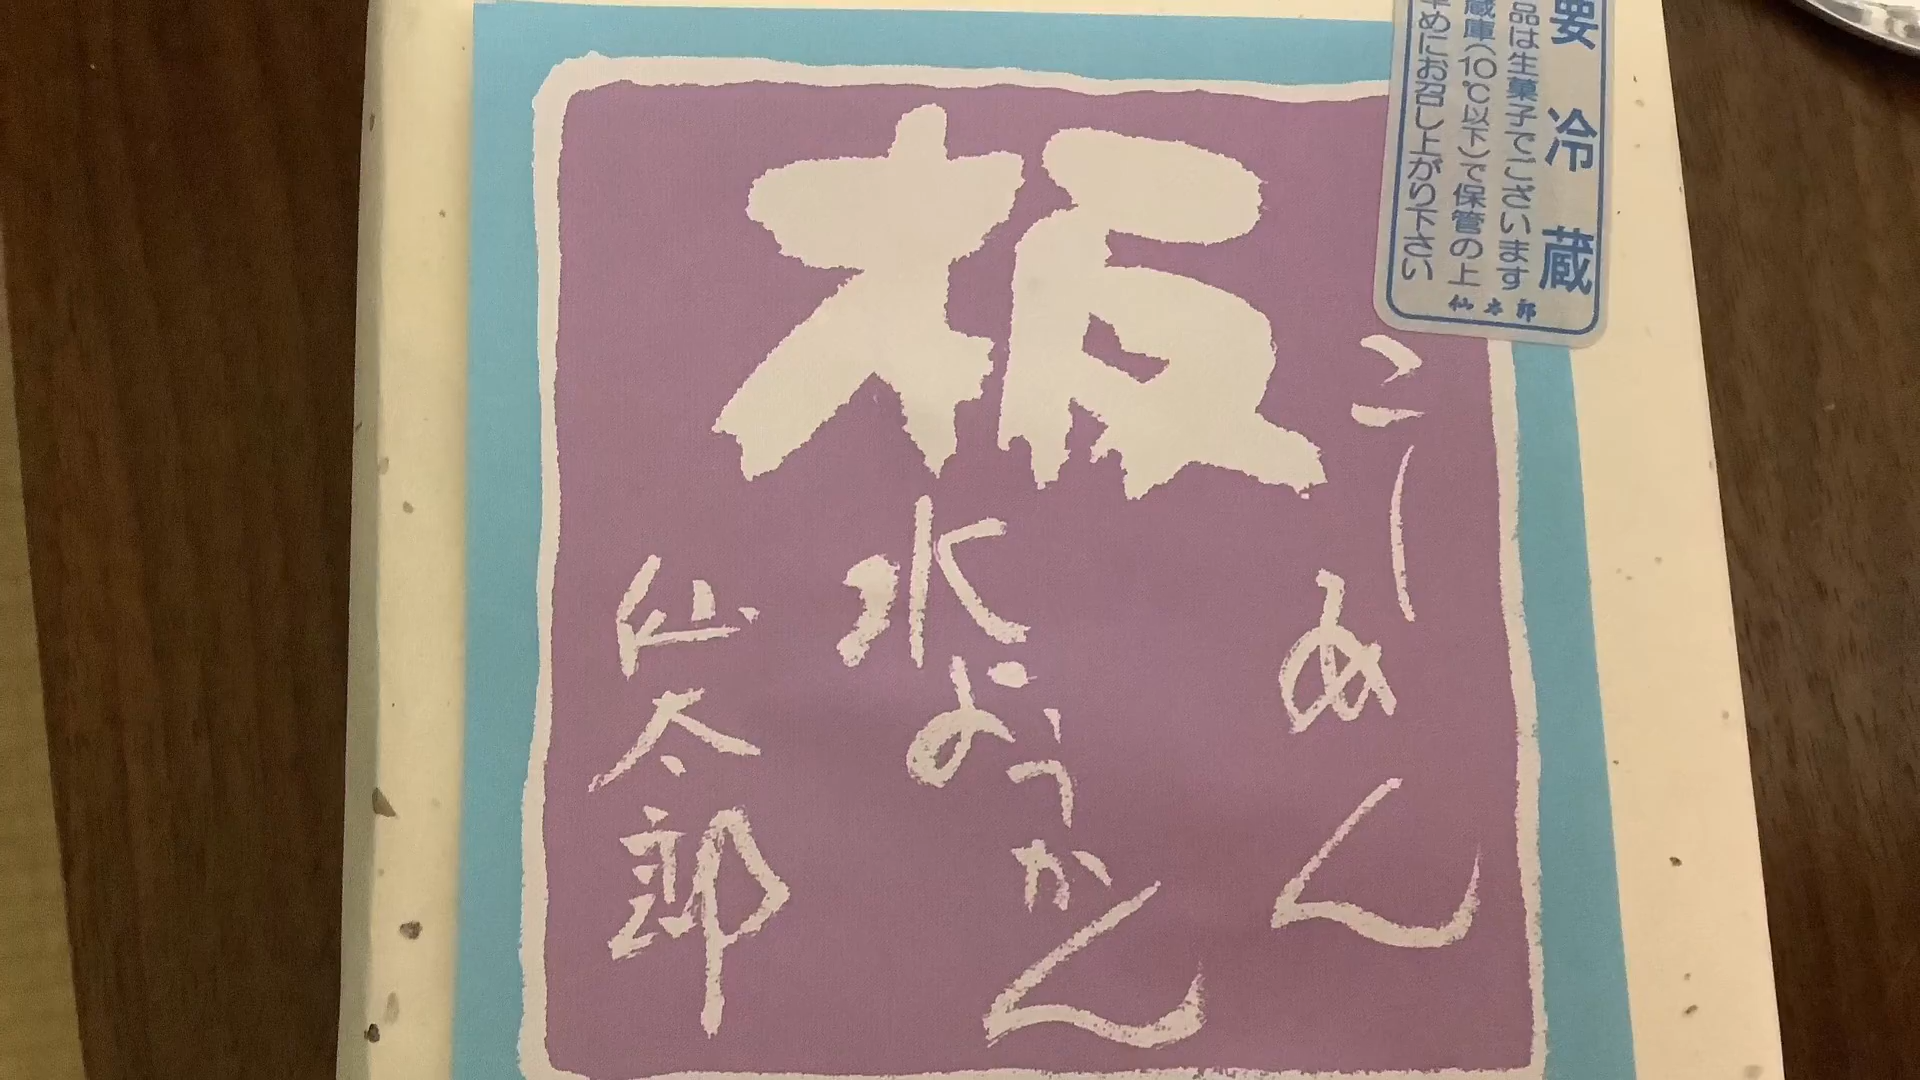 要冷蔵
品は生菓子でございます
蔵庫(10℃以下)で保管の上
早めにお召し上がり下さい
仙太郎
こしあん
板
水ようかん
仙太郎